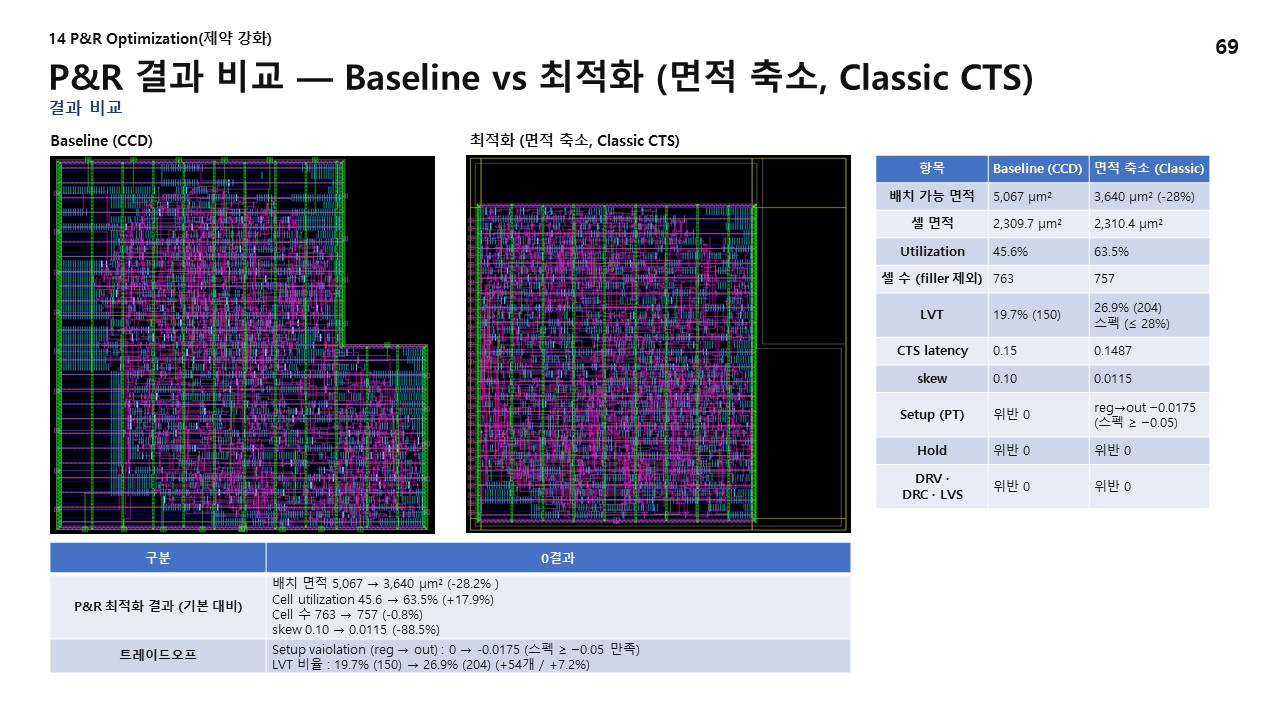 14 P&R Optimization(제약 강화)
69
P&R 결과 비교 — Baseline vs 최적화 (면적 축소, Classic CTS)
결과 비교
Baseline (CCD)
최적화 (면적 축소, Classic CTS)
항목 Baseline (CCD) 면적 축소 (Classic)
배치 가능 면적 5,067 µm² 3,640 µm² (-28%)
셀 면적 2,309.7 µm² 2,310.4 µm²
Utilization 45.6% 63.5%
셀 수 (filler 제외) 763 757
LVT 19.7% (150) 26.9% (204)
스펙 (≤ 28%)
CTS latency 0.15 0.1487
skew 0.10 0.0115
Setup (PT) 위반 0 reg→out −0.0175
(스펙 ≥ −0.05)
Hold 위반 0 위반 0
DRV ·
DRC · LVS 위반 0 위반 0
구분 0결과
P&R 최적화 결과 (기본 대비)
배치 면적 5,067 → 3,640 µm² (-28.2% )
Cell utilization 45.6 → 63.5% (+17.9%)
Cell 수 763 → 757 (-0.8%)
skew 0.10 → 0.0115 (-88.5%)
트레이드오프
Setup vaiolation (reg → out) : 0 → -0.0175 (스펙 ≥ −0.05 만족)
LVT 비율 : 19.7% (150) → 26.9% (204) (+54개 / +7.2%)